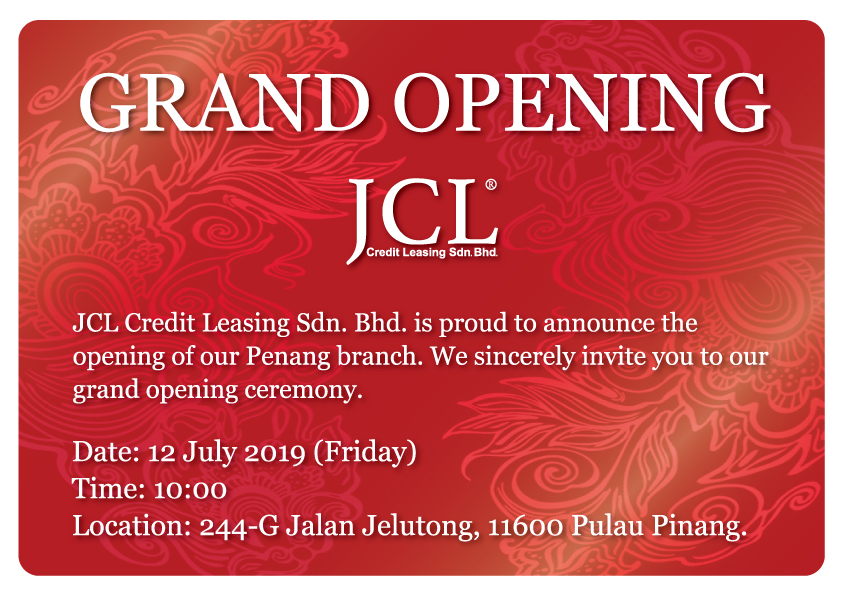 GRAND OPENING
JCL®
Credit Leasing Sdn. Bhd.
JCL Credit Leasing Sdn. Bhd. is proud to announce the
opening of our Penang branch. We sincerely invite you to our
grand opening ceremony.
Date: 12 July 2019 (Friday)
Time: 10:00
Location: 244-G Jalan Jelutong, 11600 Pulau Pinang.